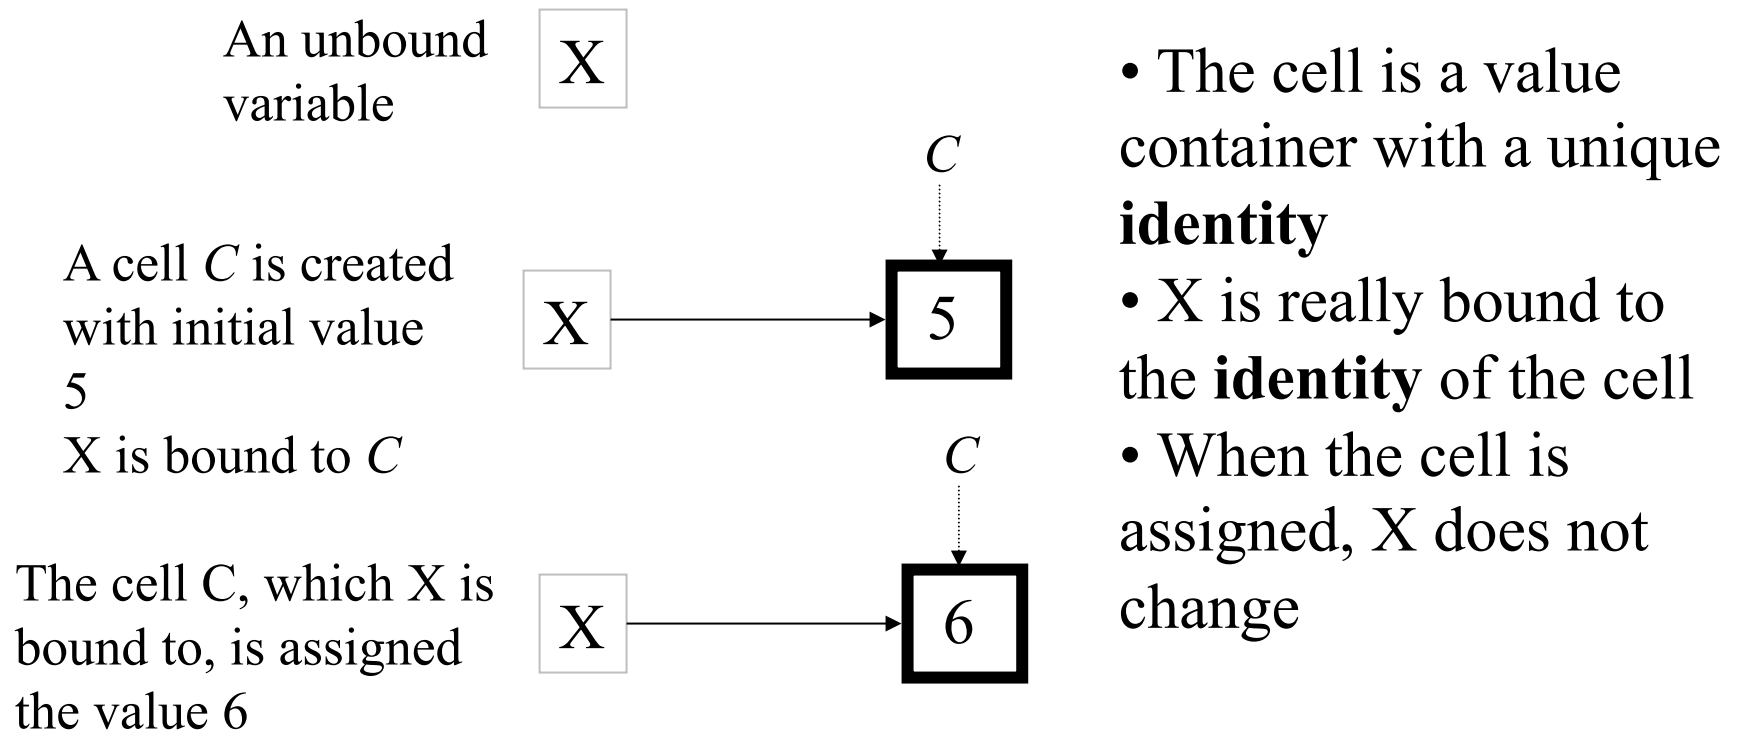 An unbound
variable
X
C
A cell C is created
with initial value
5
X is bound to C
X
5
C
The cell C, which X is
bound to, is assigned
the value 6
X
6
• The cell is a value
container with a unique
identity
• X is really bound to
the identity of the cell
• When the cell is
assigned, X does not
change